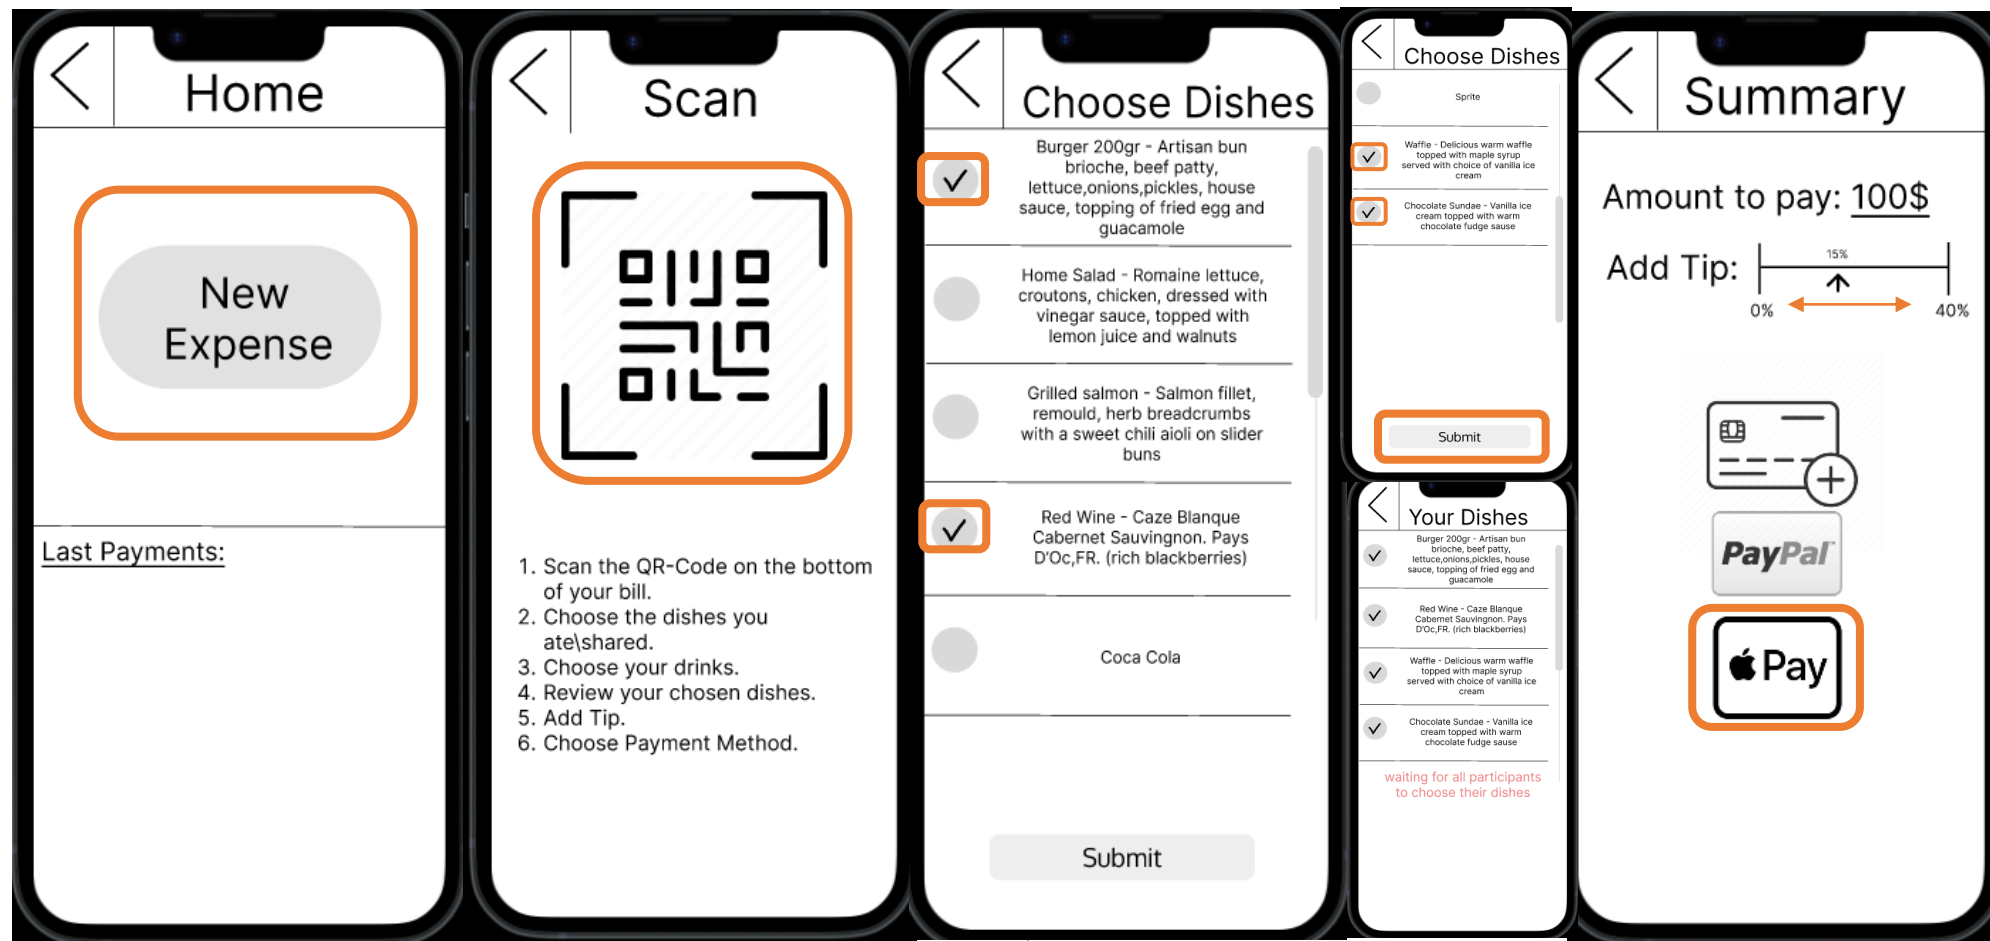 Home
New
Expense
Last Payments:
Scan
1. Scan the QR-Code on the bottom
of your bill.
2. Choose the dishes you
ate\shared.
3. Choose your drinks.
4. Review your chosen dishes.
5. Add Tip.
6. Choose Payment Method.
Choose Dishes
Burger 200gr - Artisan bun
brioche, beef patty,
lettuce,onions,pickles, house
sauce, topping of fried egg and
guacamole
Home Salad - Romaine lettuce,
croutons, chicken, dressed with
vinegar sauce, topped with
lemon juice and walnuts
Grilled salmon - Salmon fillet,
remould, herb breadcrumbs
with a sweet chili aioli on slider
buns
Red Wine - Caze Blanque
Cabernet Sauvingnon. Pays
D'Oc,FR. (rich blackberries)
Coca Cola
Submit
Choose Dishes
Sprite
Waffle - Delicious warm waffle
topped with maple syrup
served with choice of vanilla ice
cream
Chocolate Sundae - Vanilla ice
cream topped with warm
chocolate fudge sause
Submit
Your Dishes
Burger 200gr - Artisan bun
brioche, beef patty,
lettuce,onions,pickles, house
sauce, topping of fried egg and
guacamole
Red Wine - Caze Blanque
Cabernet Sauvingnon. Pays
D'Oc,FR. (rich blackberries)
Waffle - Delicious warm waffle
topped with maple syrup
served with choice of vanilla ice
cream
Chocolate Sundae - Vanilla ice
cream topped with warm
chocolate fudge sause
waiting for all participants
to choose their dishes
Summary
Amount to pay: 100$
Add Tip:
15%
0%
40%
PayPal
Pay